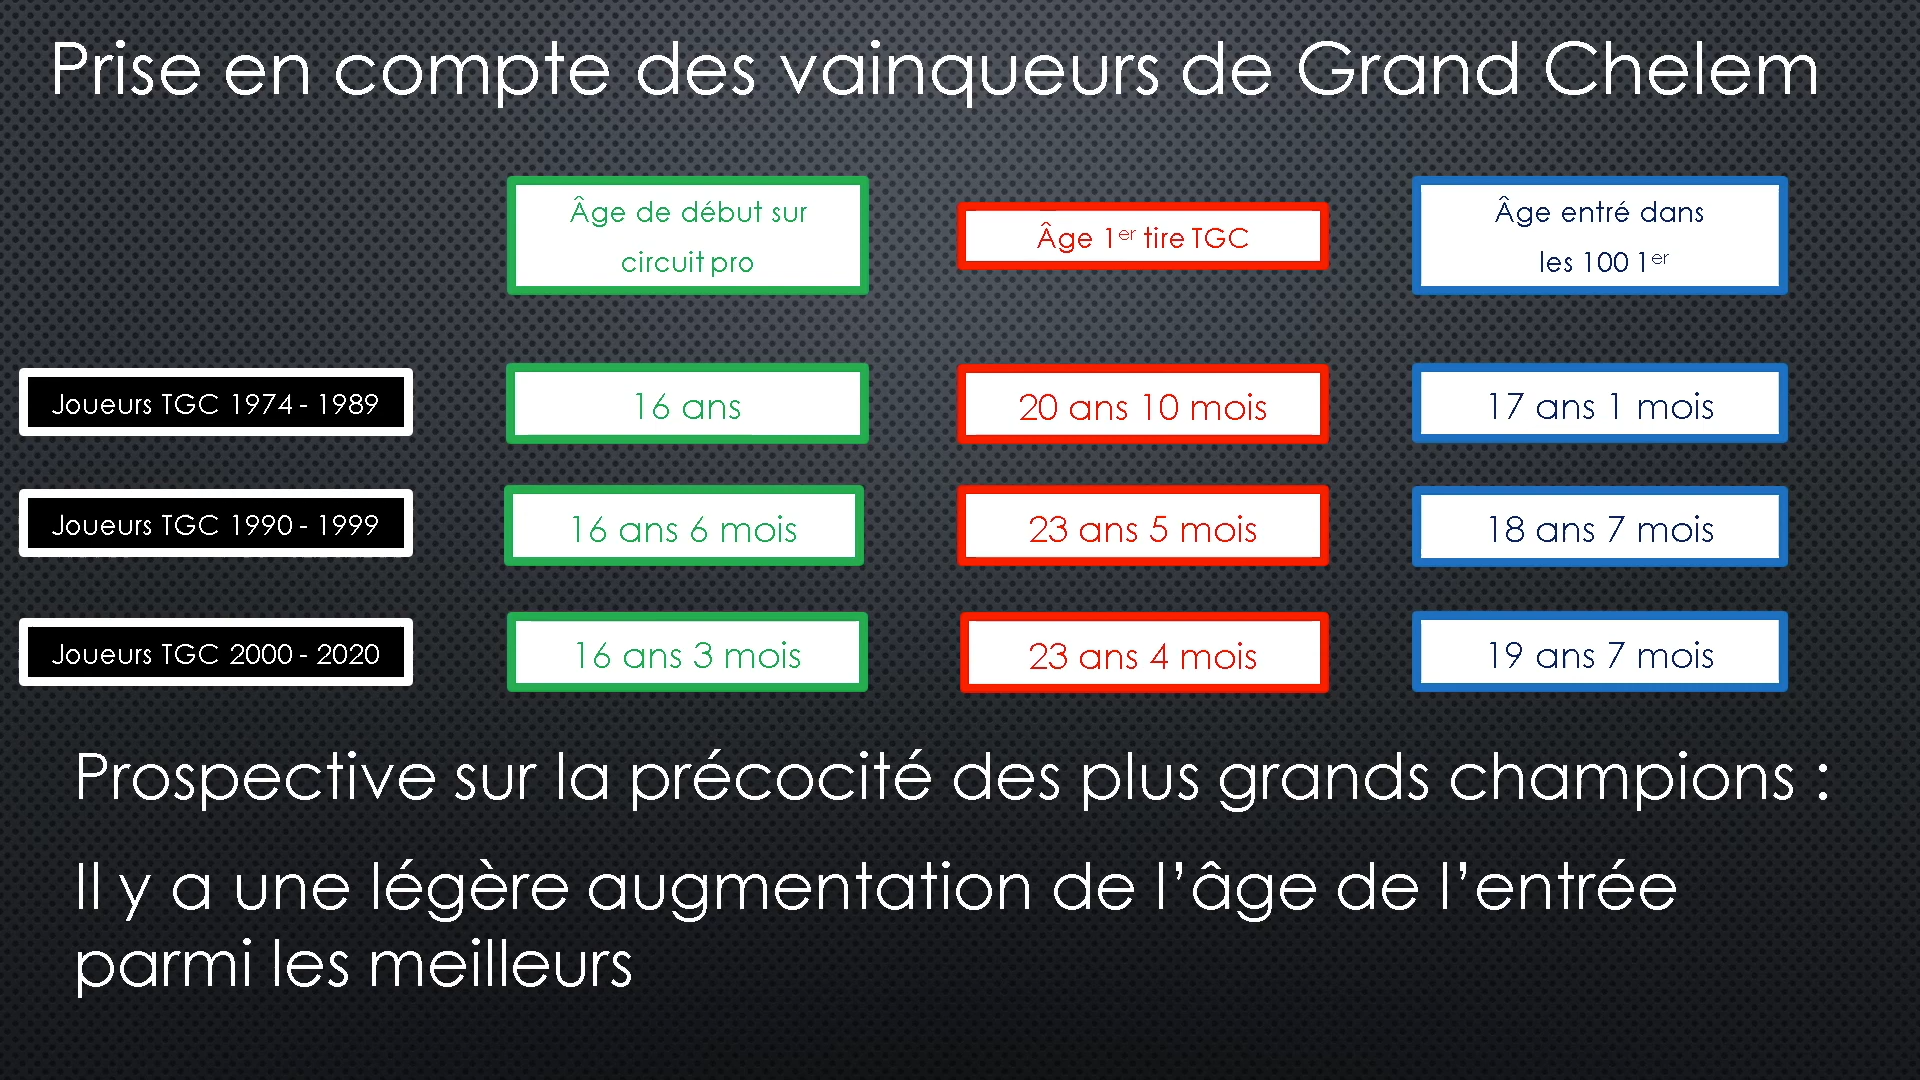 Prise en compte des vainqueurs de Grand Chelem
Âge de début sur
circuit pro
Âge 1er tire TGC
Âge entré dans
les 100 1er
Joueurs TGC 1974 - 1989
16 ans
20 ans 10 mois
17 ans 1 mois
Joueurs TGC 1990 - 1999
16 ans 6 mois
23 ans 5 mois
18 ans 7 mois
Joueurs TGC 2000 - 2020
16 ans 3 mois
23 ans 4 mois
19 ans 7 mois
Prospective sur la précocité des plus grands champions :
Il y a une légère augmentation de l’âge de l’entrée
parmi les meilleurs